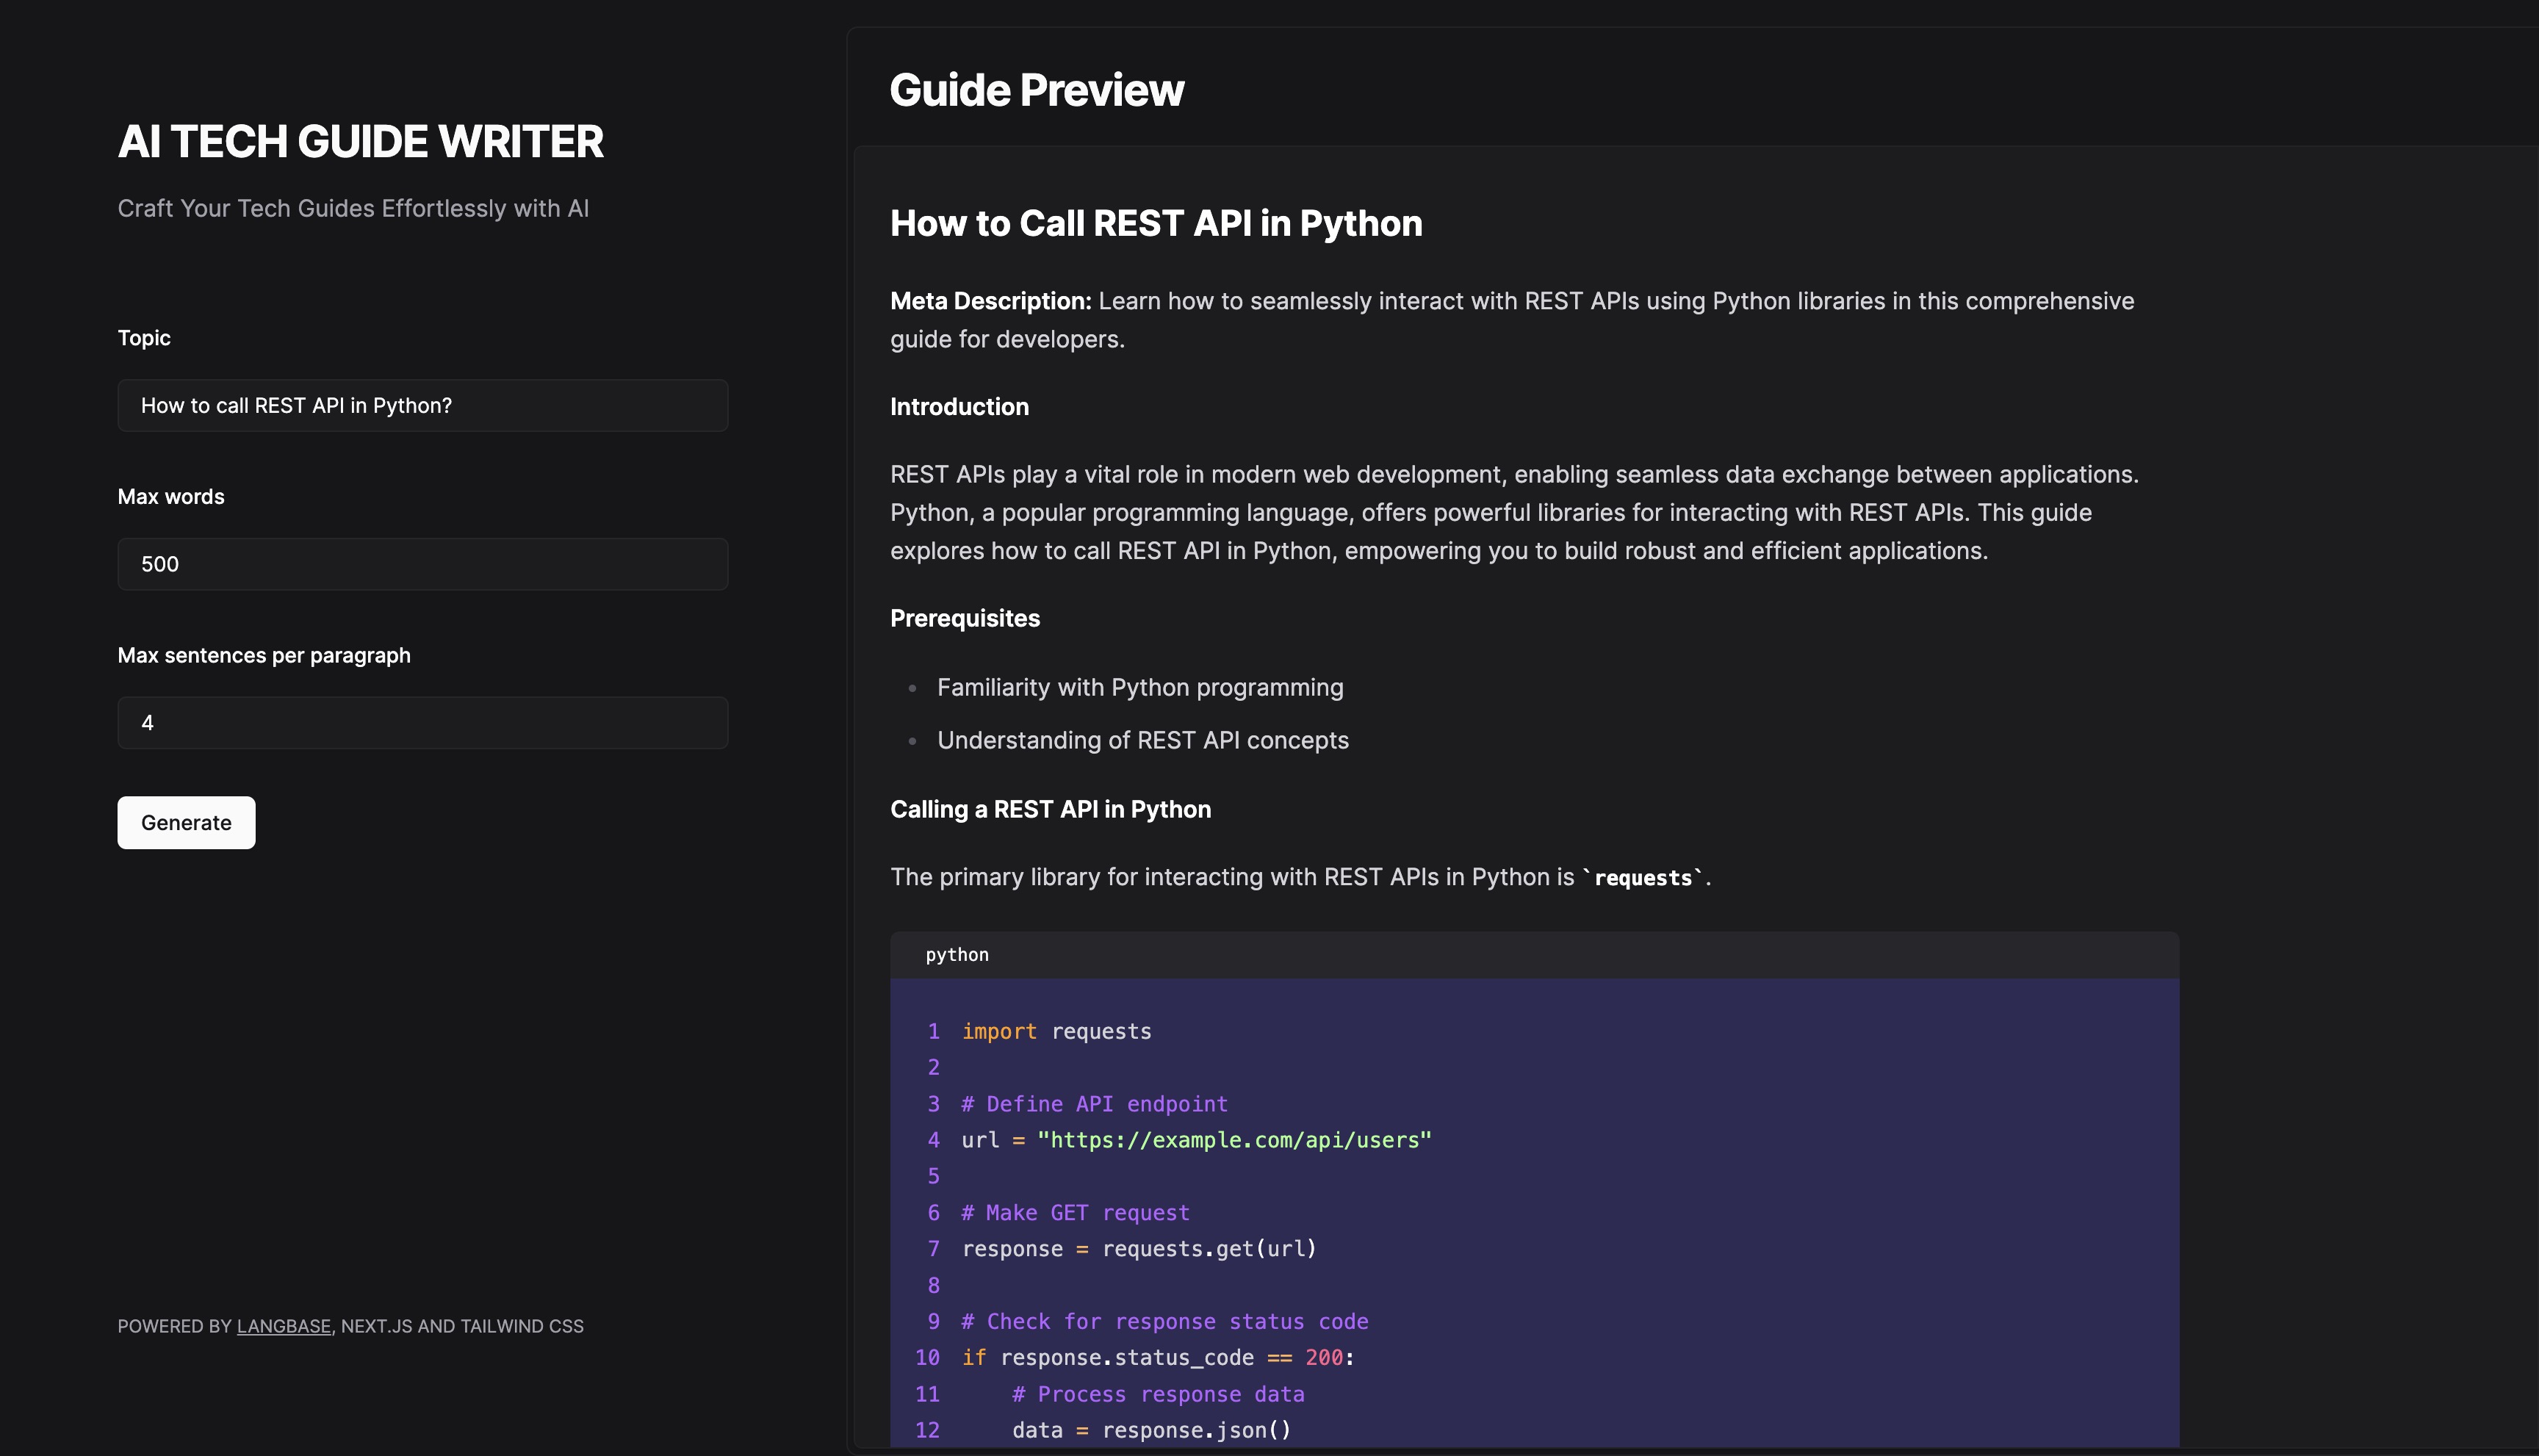 AI TECH GUIDE WRITER
Craft Your Tech Guides Effortlessly with AI
Topic
How to call REST API in Python?
Max words
500
Max sentences per paragraph
4
Generate
POWERED BY LANGBASE, NEXT.JS AND TAILWIND CSS
Guide Preview
How to Call REST API in Python
Meta Description: Learn how to seamlessly interact with REST APIs using Python libraries in this comprehensive
guide for developers.
Introduction
REST APIs play a vital role in modern web development, enabling seamless data exchange between applications.
Python, a popular programming language, offers powerful libraries for interacting with REST APIs. This guide
explores how to call REST API in Python, empowering you to build robust and efficient applications.
Prerequisites
• Familiarity with Python programming
• Understanding of REST API concepts
Calling a REST API in Python
The primary library for interacting with REST APIs in Python is `requests`.
python
1 import requests
2
3 # Define API endpoint
4 url = "https://example.com/api/users"
5
6 # Make GET request
7 response = requests.get(url)
8
9 # Check for response status code
10 if response.status_code == 200:
11     # Process response data
12     data = response.json()